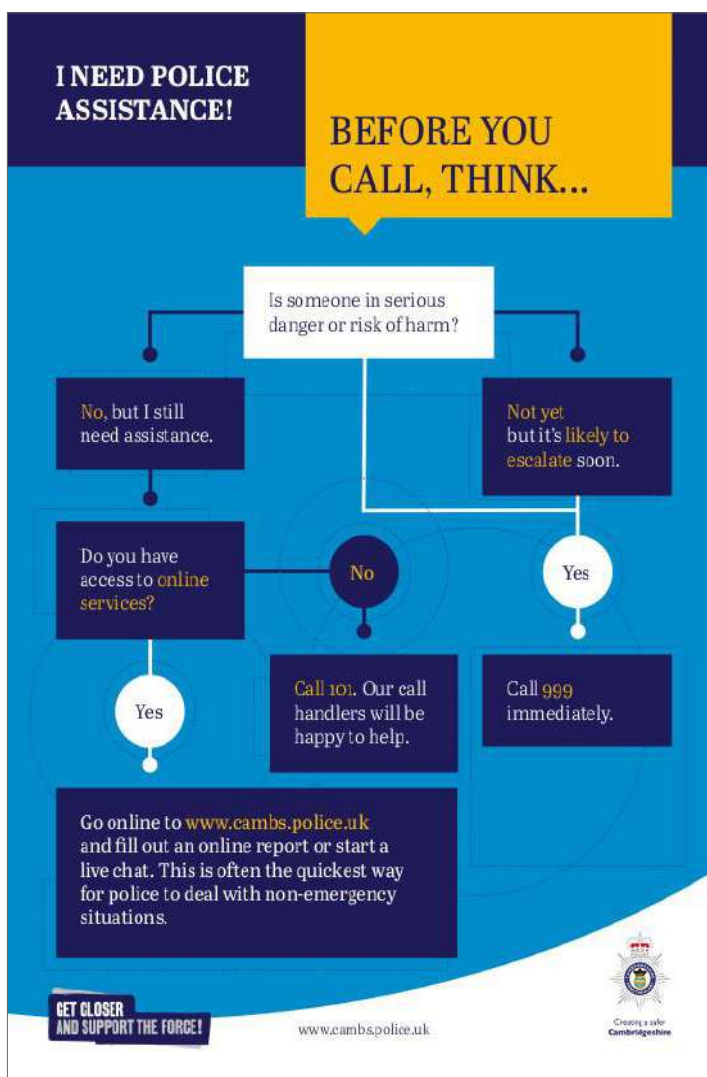 I NEED POLICE
ASSISTANCE!
BEFORE YOU
CALL, THINK...
Is someone in serious
danger or risk of harm?
No, but I still
need assistance.
Not yet
but it's likely to
escalate soon.
Do you have
access to online
services?
No
Yes
Yes
Call 101. Our call
handlers will be
happy to help.
Call 999
immediately.
Go online to www.cambs.police.uk
and fill out an online report or start a
live chat. This is often the quickest way
for police to deal with non-emergency
situations.
GET CLOSER
AND SUPPORT THE FORCE!
www.cambs.police.uk
Creating a safer
Cambridgeshire